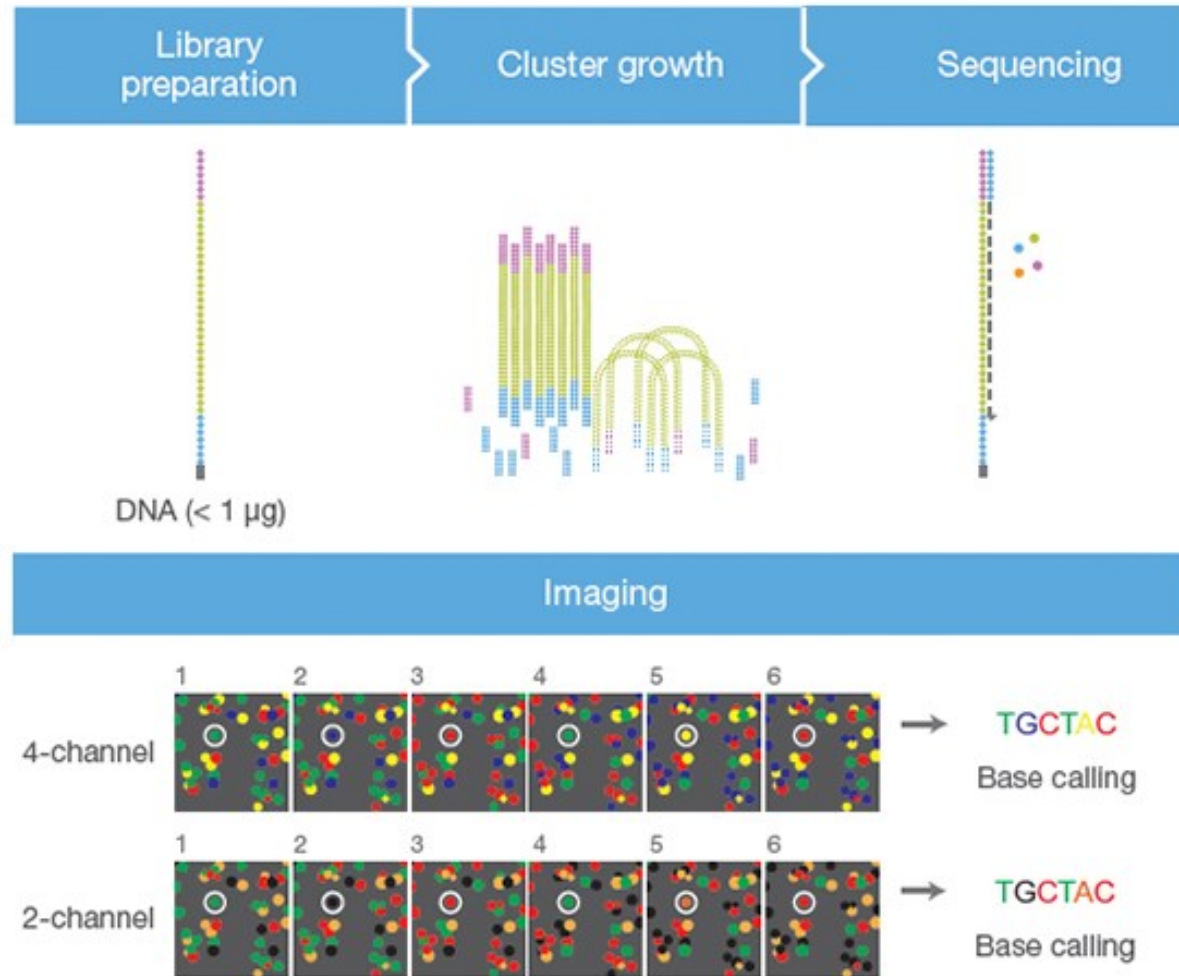 Library
preparation
Cluster growth
Sequencing
DNA (< 1 µg)
Imaging
1 2 3 4 5 6
4-channel
TGCTAC
Base calling
1 2 3 4 5 6
2-channel
TGCTAC
Base calling